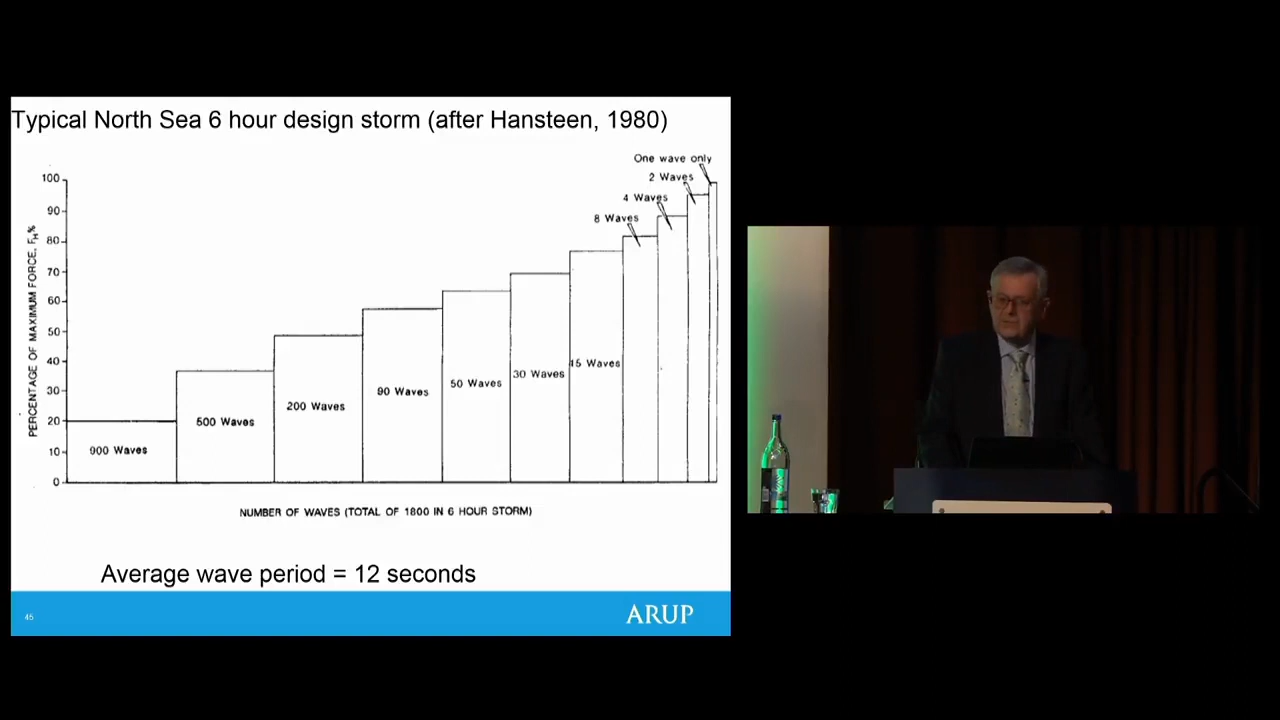 Typical North Sea 6 hour design storm (after Hansteen, 1980)
One wave only
2 Waves
4 Waves
8 Waves
100
90
80
70
60
50
40
30
20
10
0
PERCENTAGE OF MAXIMUM FORCE, FH%
900 Waves
500 Waves
200 Waves
90 Waves
50 Waves
30 Waves
15 Waves
NUMBER OF WAVES (TOTAL OF 1800 IN 6 HOUR STORM)
Average wave period = 12 seconds
45
ARUP